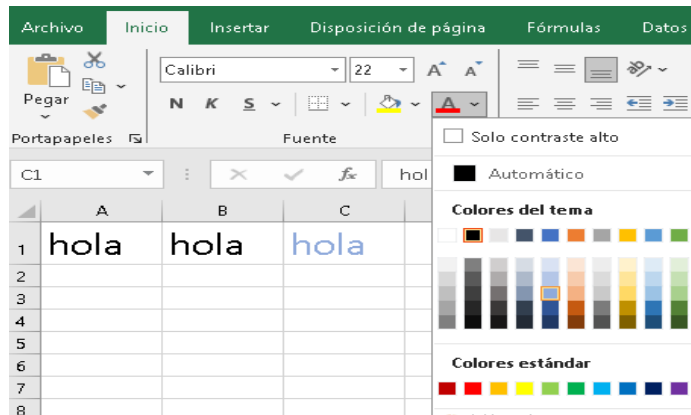 Archivo Inicio Insertar Disposición de página Fórmulas Datos
Calibri 22 A A
Pegar N K S A
Portapapeles Fuente
Solo contraste alto
C1 fx hol
Automático
A B C
Colores del tema
1 hola hola hola
2
3
4
5
6
Colores estándar
7
8